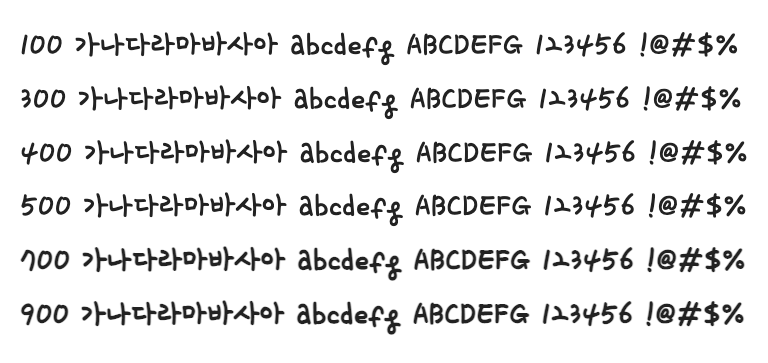 100 가나다라마바사아 abcdefg ABCDEFG 123456 !@#$%
300 가나다라마바사아 abcdefg ABCDEFG 123456 !@#$%
400 가나다라마바사아 abcdefg ABCDEFG 123456 !@#$%
500 가나다라마바사아 abcdefg ABCDEFG 123456 !@#$%
700 가나다라마바사아 abcdefg ABCDEFG 123456 !@#$%
900 가나다라마바사아 abcdefg ABCDEFG 123456 !@#$%